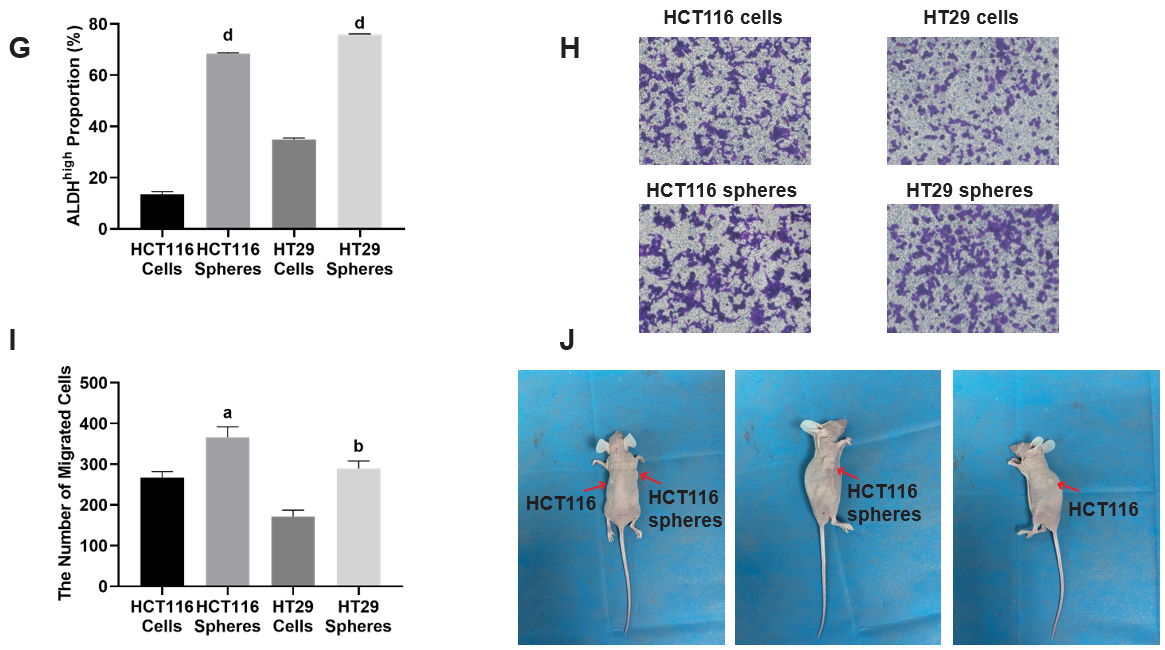 G
ALDHhigh Proportion (%)
80
60
40
20
0
d
d
HCT116
Cells
HCT116
Spheres
HT29
Cells
HT29
Spheres
H
HCT116 cells
HT29 cells
HCT116 spheres
HT29 spheres
I
The Number of Migrated Cells
500
400
300
200
100
0
a
b
HCT116
Cells
HCT116
Spheres
HT29
Cells
HT29
Spheres
J
HCT116
HCT116
spheres
HCT116
spheres
HCT116